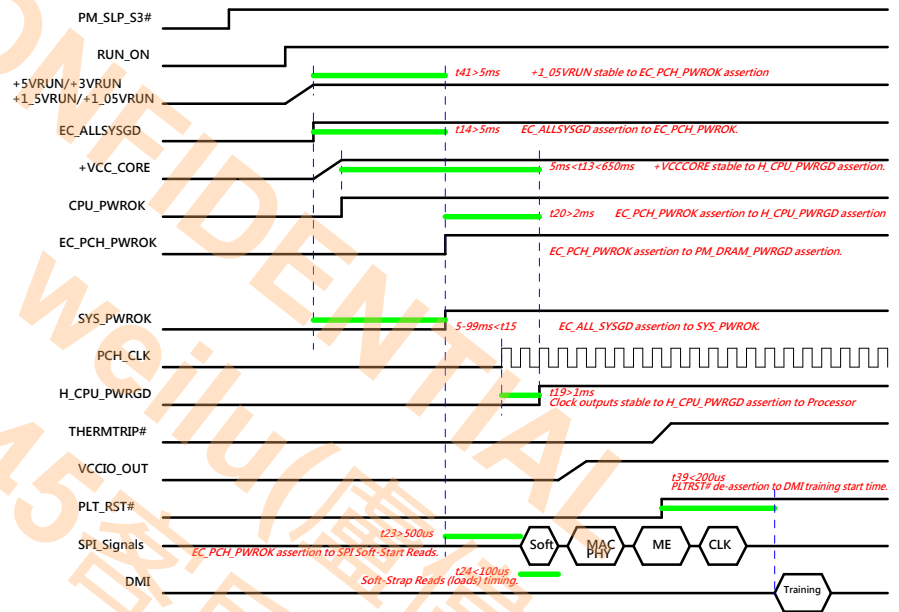 PM_SLP_S3#
RUN_ON
+5VRUN/+3VRUN
+1_5VRUN/+1_05VRUN
t41>5ms +1_05VRUN stable to EC_PCH_PWROK assertion
EC_ALLSYSGD
t14>5ms EC_ALLSYSGD assertion to EC_PCH_PWROK.
+VCC_CORE
5ms<t13<650ms +VCCCORE stable to H_CPU_PWRGD assertion.
CPU_PWROK
t20>2ms EC_PCH_PWROK assertion to H_CPU_PWRGD assertion
EC_PCH_PWROK
EC_PCH_PWROK assertion to PM_DRAM_PWRGD assertion.
SYS_PWROK
5-99ms<t15 EC_ALL_SYSGD assertion to SYS_PWROK.
PCH_CLK
H_CPU_PWRGD
t19>1ms
Clock outputs stable to H_CPU_PWRGD assertion to Processor
THERMTRIP#
VCCIO_OUT
t39<200us
PLTRST# de-assertion to DMI training start time.
PLT_RST#
t23>500us
SPI_Signals
Soft
MAC
PHY
ME
CLK
EC_PCH_PWROK assertion to SPI Soft-Start Reads.
t24<100us
Soft-Strap Reads (loads) timing.
DMI
Training
CONFIDENTIAL
weilu(盧
45